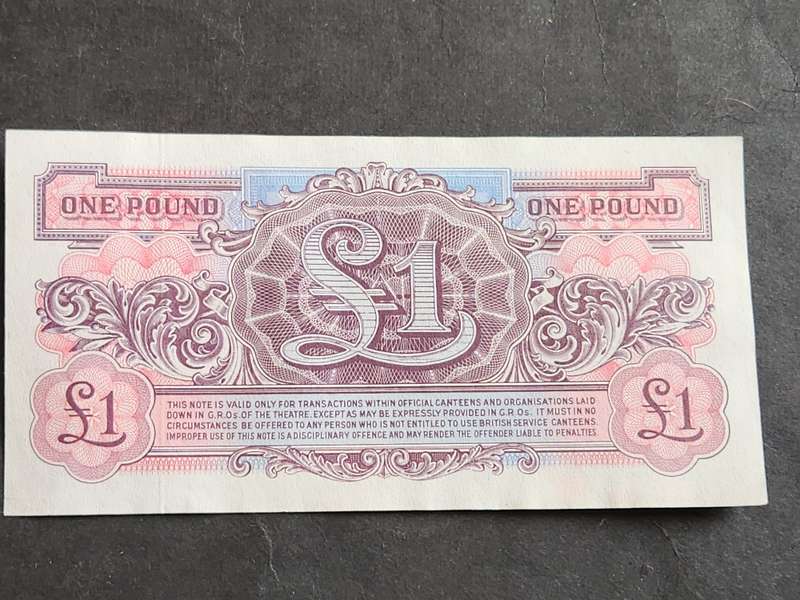 ONE POUND
ONE POUND
£1
£1
£1
THIS NOTE IS VALID ONLY FOR TRANSACTIONS WITHIN OFFICIAL CANTEENS AND ORGANISATIONS LAID
DOWN IN G.R.Os. OF THE THEATRE. EXCEPT AS MAY BE EXPRESSLY PROVIDED IN G.R.Os. IT MUST IN NO
CIRCUMSTANCES BE OFFERED TO ANY PERSON WHO IS NOT ENTITLED TO USE BRITISH SERVICE CANTEENS.
IMPROPER USE OF THIS NOTE IS A DISCIPLINARY OFFENCE AND MAY RENDER THE OFFENDER LIABLE TO PENALTIES.